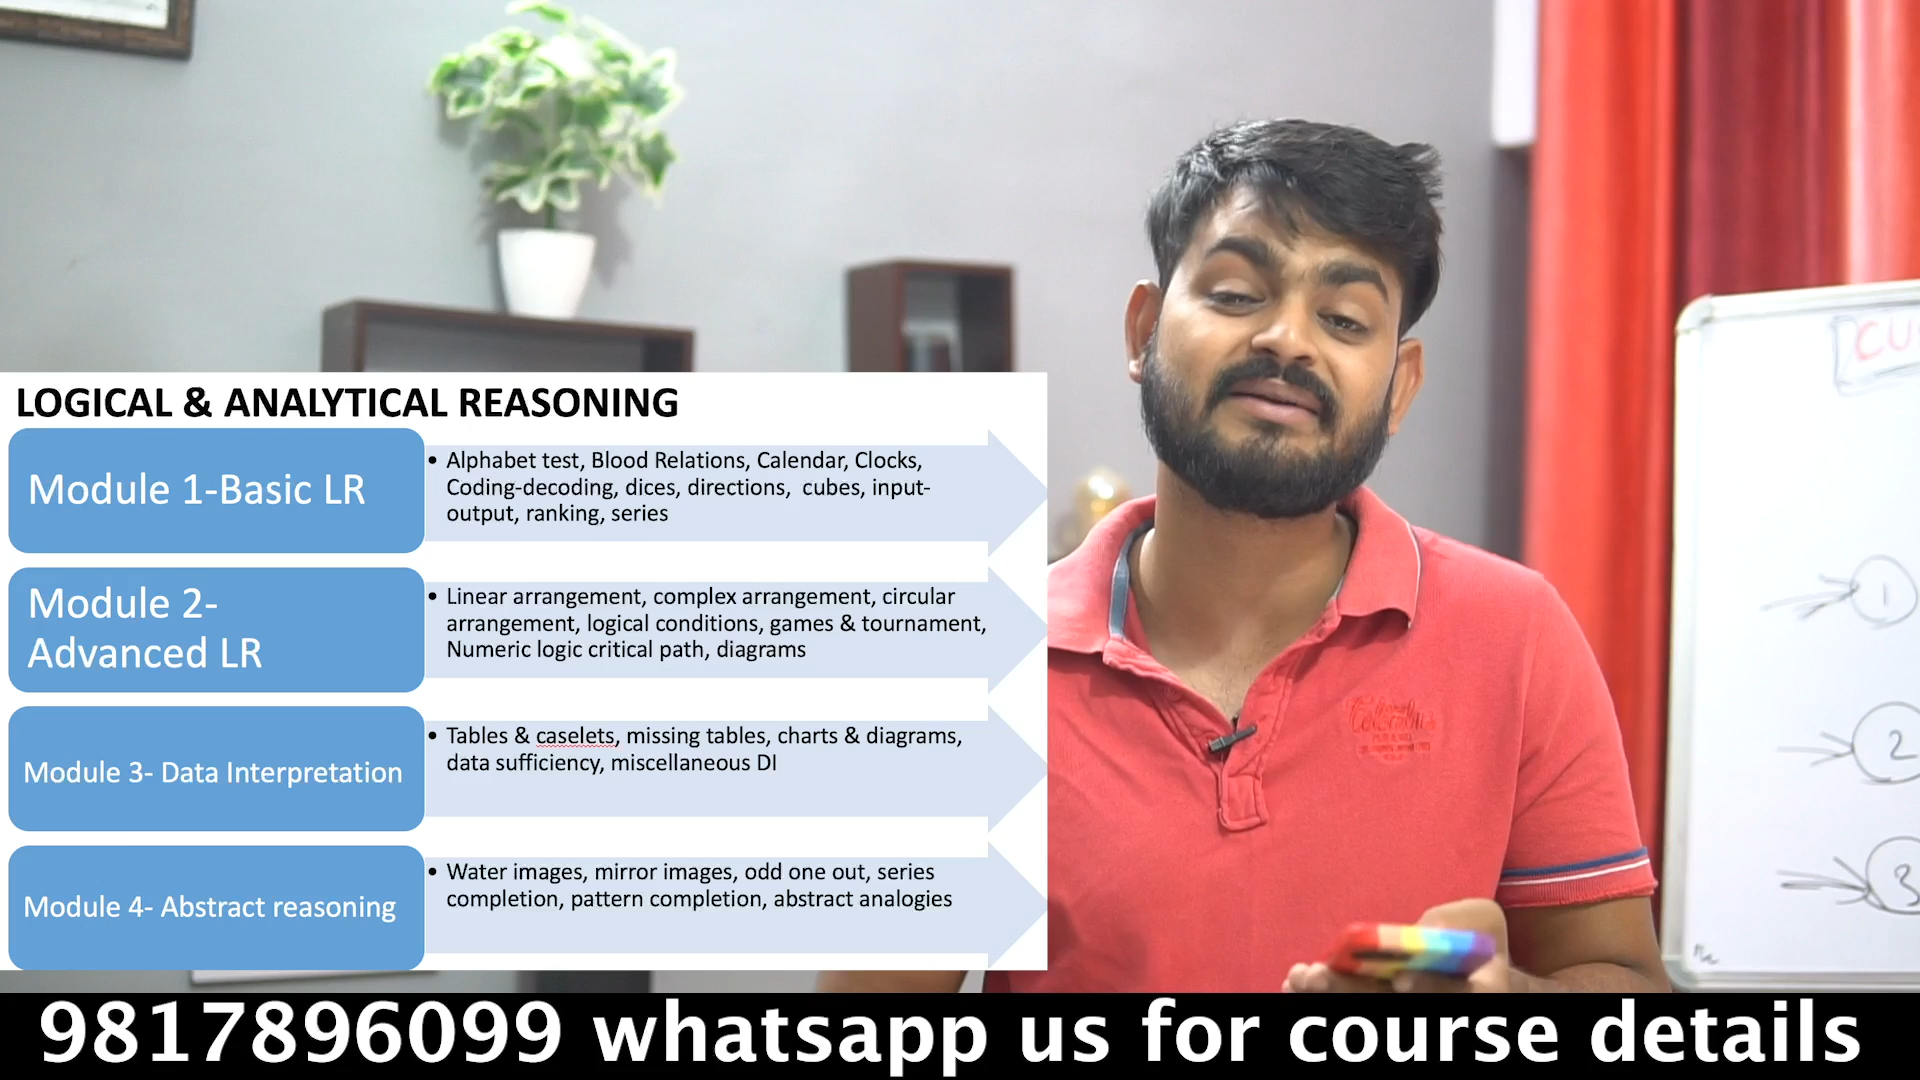 LOGICAL & ANALYTICAL REASONING
Module 1-Basic LR
• Alphabet test, Blood Relations, Calendar, Clocks,
Coding-decoding, dices, directions, cubes, input-
output, ranking, series
Module 2-
Advanced LR
• Linear arrangement, complex arrangement, circular
arrangement, logical conditions, games & tournament,
Numeric logic critical path, diagrams
Module 3- Data Interpretation
• Tables & caselets, missing tables, charts & diagrams,
data sufficiency, miscellaneous DI
Module 4- Abstract reasoning
• Water images, mirror images, odd one out, series
completion, pattern completion, abstract analogies
CU
1
2
3
9817896099 whatsapp us for course details